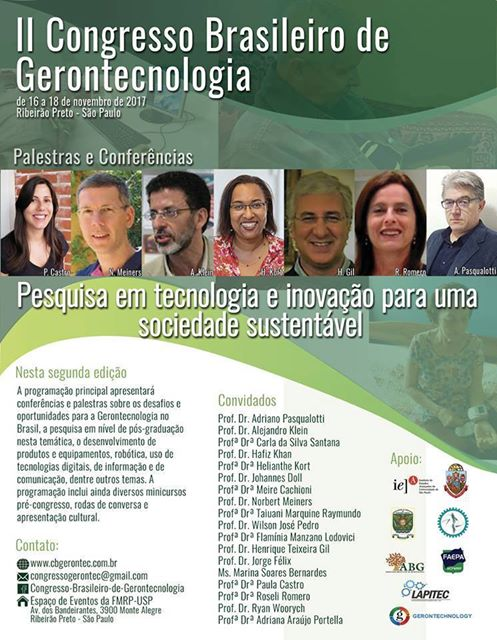 II Congresso Brasileiro de
Gerontecnologia
de 16 a 18 de novembro de 2017
Ribeirão Preto - São Paulo
Palestras e Conferências
P. Castro
N. Meiners
A. Klein
H. Kort
H. Gil
R. Romero
A. Pasqualotti
Pesquisa em tecnologia e inovação para uma
sociedade sustentável
Nesta segunda edição
A programação principal apresentará
conferências e palestras sobre os desafios e
oportunidades para a Gerontecnologia no
Brasil, a pesquisa em nível de pós-graduação
nesta temática, o desenvolvimento de
produtos e equipamentos, robótica, uso de
tecnologias digitais, de informação e de
comunicação, dentre outros temas. A
programação inclui ainda diversos minicursos
pré-congresso, rodas de conversa e
apresentação cultural.
Contato:
www.cbgerontec.com.br
congressogerontec@gmail.com
Congresso-Brasileiro-de-Gerontecnologia
Espaço de Eventos da FMRP-USP
Av. dos Bandeirantes, 3900 Monte Alegre
Ribeirão Preto - São Paulo
Convidados
Prof. Dr. Adriano Pasqualotti
Prof. Dr. Alejandro Klein
Profª Drª Carla da Silva Santana
Prof. Dr. Hafiz Khan
Profª Drª Helianthe Kort
Prof. Dr. Johannes Doll
Profª Drª Meire Cachioni
Prof. Dr. Norbert Meiners
Profª Drª Taiuani Marquine Raymundo
Prof. Dr. Wilson José Pedro
Profª Drª Flamínia Manzano Lodovici
Prof. Dr. Henrique Teixeira Gil
Prof. Dr. Jorge Félix
Ms. Marina Soares Bernardes
Profª Drª Paula Castro
Profª Drª Roseli Romero
Prof. Dr. Ryan Woorych
Profª Drª Adriana Araújo Portella
Apoio:
iea
ABG
FAEPA
LAPITEC
GERONTECHNOLOGY